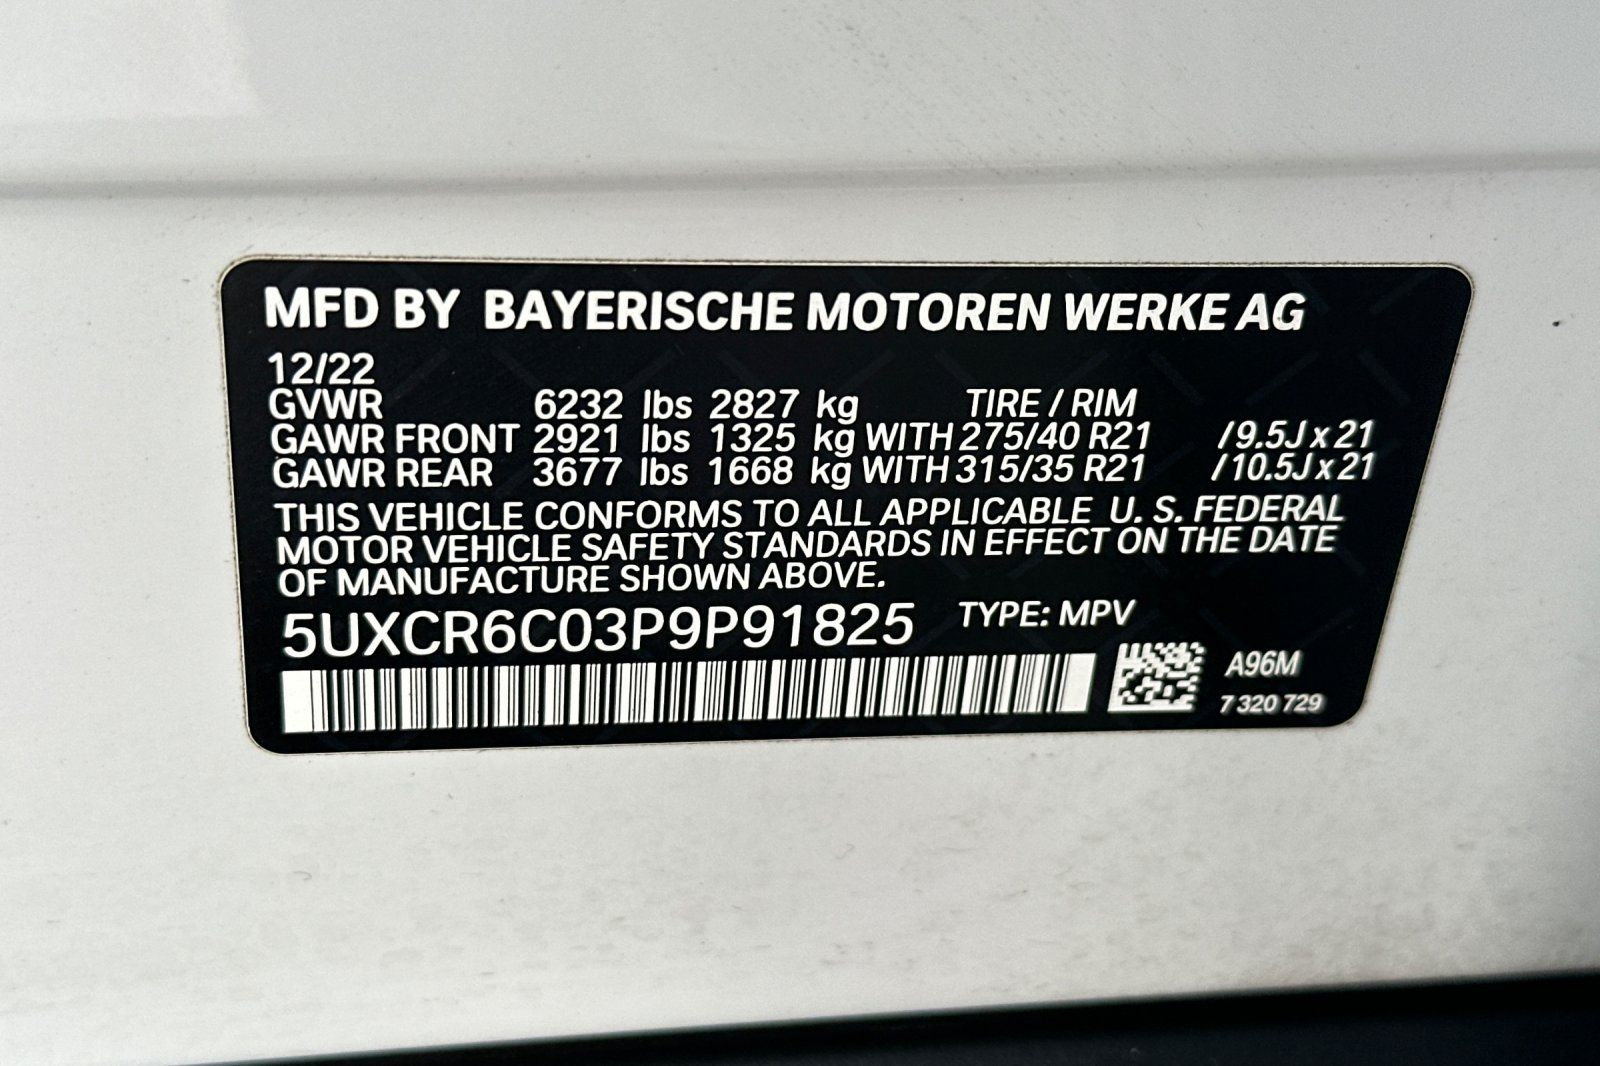 MFD BY BAYERISCHE MOTOREN WERKE AG
12/22
GVWR 6232 lbs 2827 kg TIRE / RIM
GAWR FRONT 2921 lbs 1325 kg WITH 275/40 R21 /9.5J x 21
GAWR REAR 3677 lbs 1668 kg WITH 315/35 R21 /10.5J x 21
THIS VEHICLE CONFORMS TO ALL APPLICABLE U. S. FEDERAL
MOTOR VEHICLE SAFETY STANDARDS IN EFFECT ON THE DATE
OF MANUFACTURE SHOWN ABOVE.
5UXCR6C03P9P91825 TYPE: MPV
A96M
7 320 729